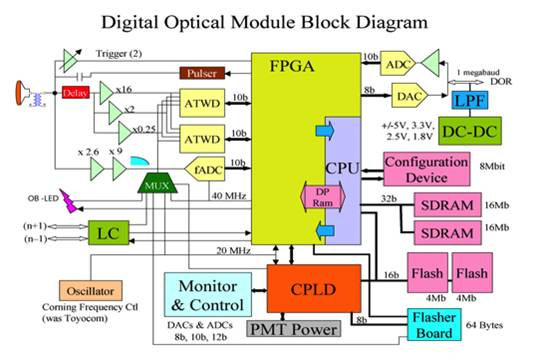 Digital Optical Module Block Diagram
Trigger (2)
FPGA
10b
ADC
1 megabaud
DOR
Pulser
Delay
x16
ATWD
10b
8b
DAC
LPF
x2
+/-5V, 3.3V,
2.5V, 1.8V
DC-DC
x0.25
ATWD
10b
x 2.6
x 9
fADC
10b
CPU
Configuration
Device
8Mbit
MUX
OB -LED
40 MHz
DP
Ram
32b
SDRAM
16Mb
(n+1)
(n–1)
LC
SDRAM
16Mb
20 MHz
Oscillator
Corning Frequency Ctl
(was Toyocom)
Monitor
& Control
DACs & ADCs
8b, 10b, 12b
CPLD
PMT Power
16b
Flash
Flash
4Mb
4Mb
8b
Flasher
Board
64 Bytes